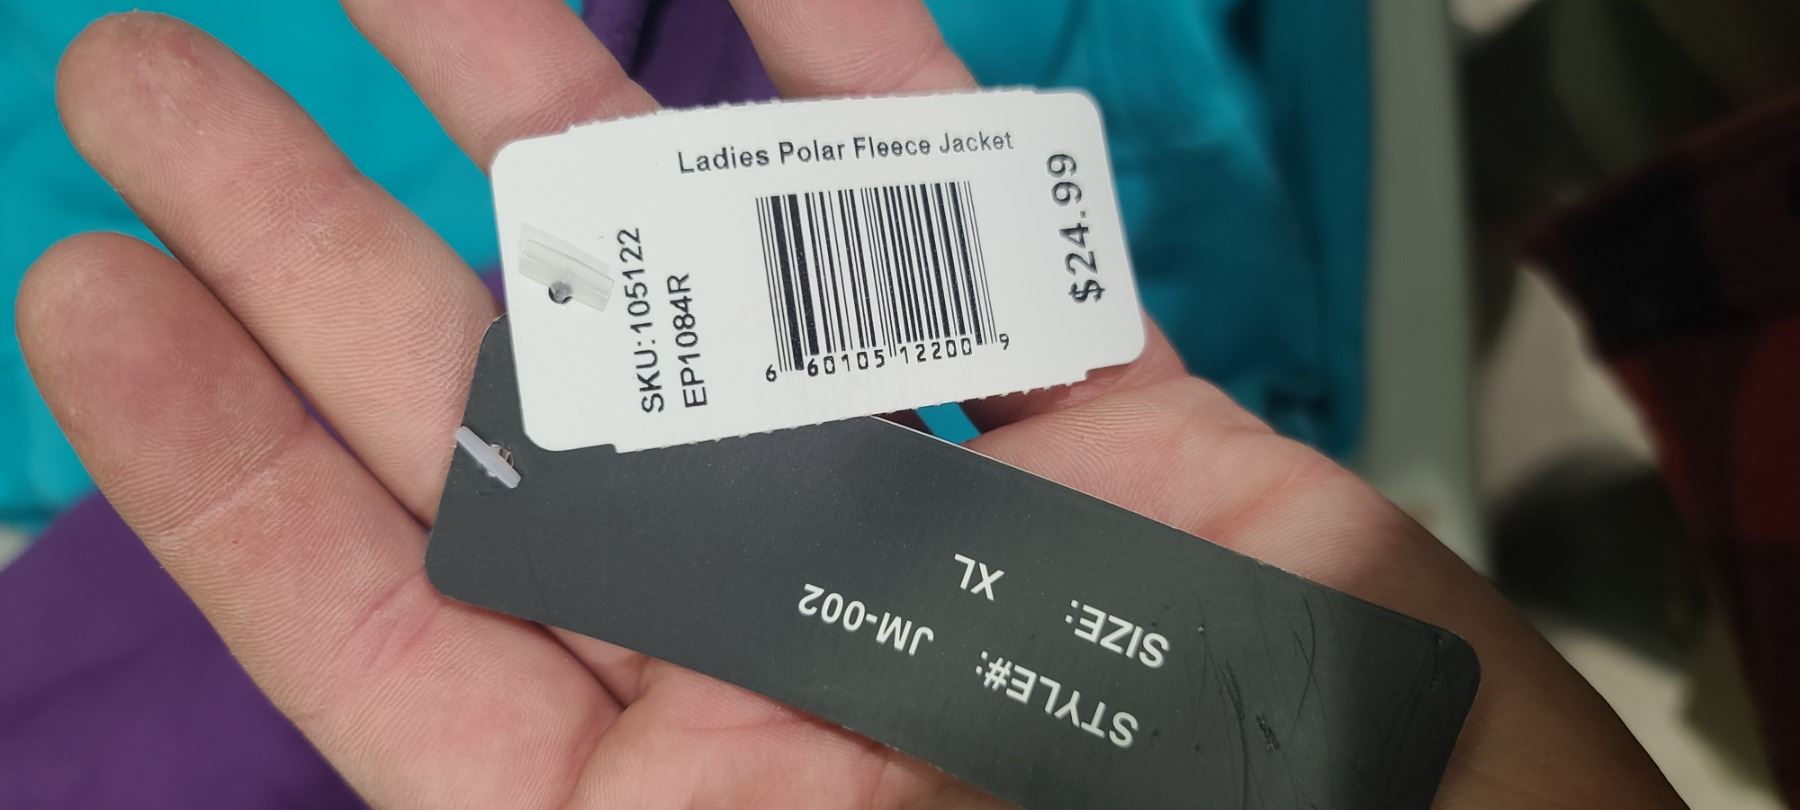 Ladies Polar Fleece Jacket
SKU:105122
EP1084R
6 60105 12200 9
$24.99
STYLE#: JM-002
SIZE: XL